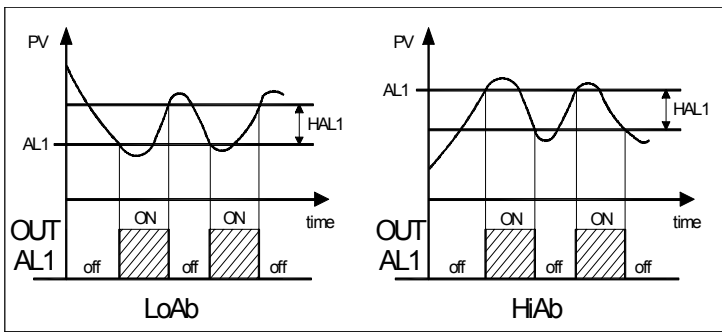 PV
HAL1
AL1
time
ON ON
OUT
AL1
off off off
LoAb
PV
AL1
HAL1
time
ON ON
OUT
AL1
off off off
HiAb